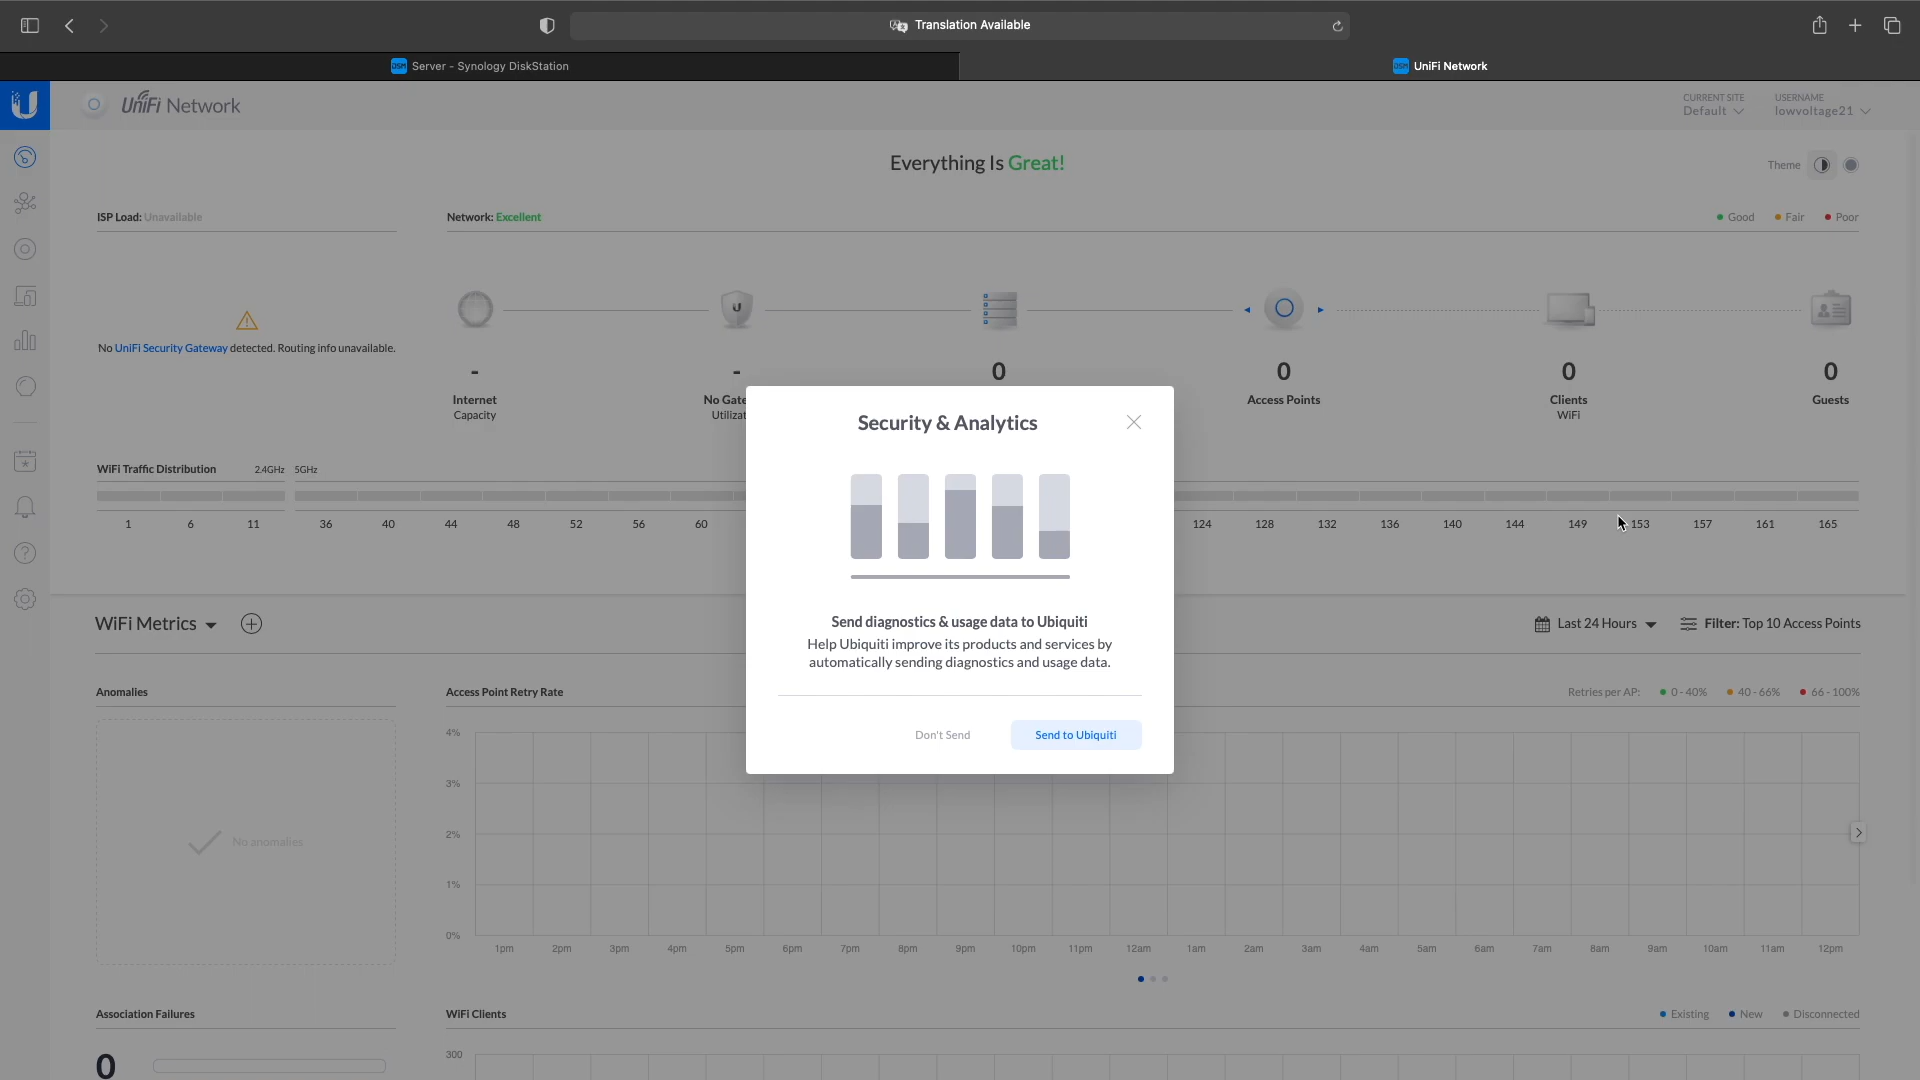 Translation Available
Server - Synology DiskStation
UniFi Network
UniFi Network
CURRENT SITE
Default
USERNAME
lowvoltage21
Everything Is Great!
Theme
ISP Load: Unavailable
Network: Excellent
Good
Fair
Poor
No UniFi Security Gateway detected. Routing info unavailable.
-
-
0
0
0
0
Internet
Capacity
No Gate
Utilizat
Access Points
Clients
WiFi
Guests
WiFi Traffic Distribution
2.4GHz
5GHz
1 6 11 36 40 44 48 52 56 60 124 128 132 136 140 144 149 153 157 161 165
Security & Analytics
Send diagnostics & usage data to Ubiquiti
Help Ubiquiti improve its products and services by
automatically sending diagnostics and usage data.
Don't Send
Send to Ubiquiti
WiFi Metrics
Last 24 Hours
Filter: Top 10 Access Points
Anomalies
No anomalies
Access Point Retry Rate
Retries per AP:
0 - 40%
40 - 66%
66 - 100%
4%
3%
2%
1%
0%
1pm 2pm 3pm 4pm 5pm 6pm 7pm 8pm 9pm 10pm 11pm 12am 1am 2am 3am 4am 5am 6am 7am 8am 9am 10am 11am 12pm
Association Failures
0
WiFi Clients
Existing
New
Disconnected
300